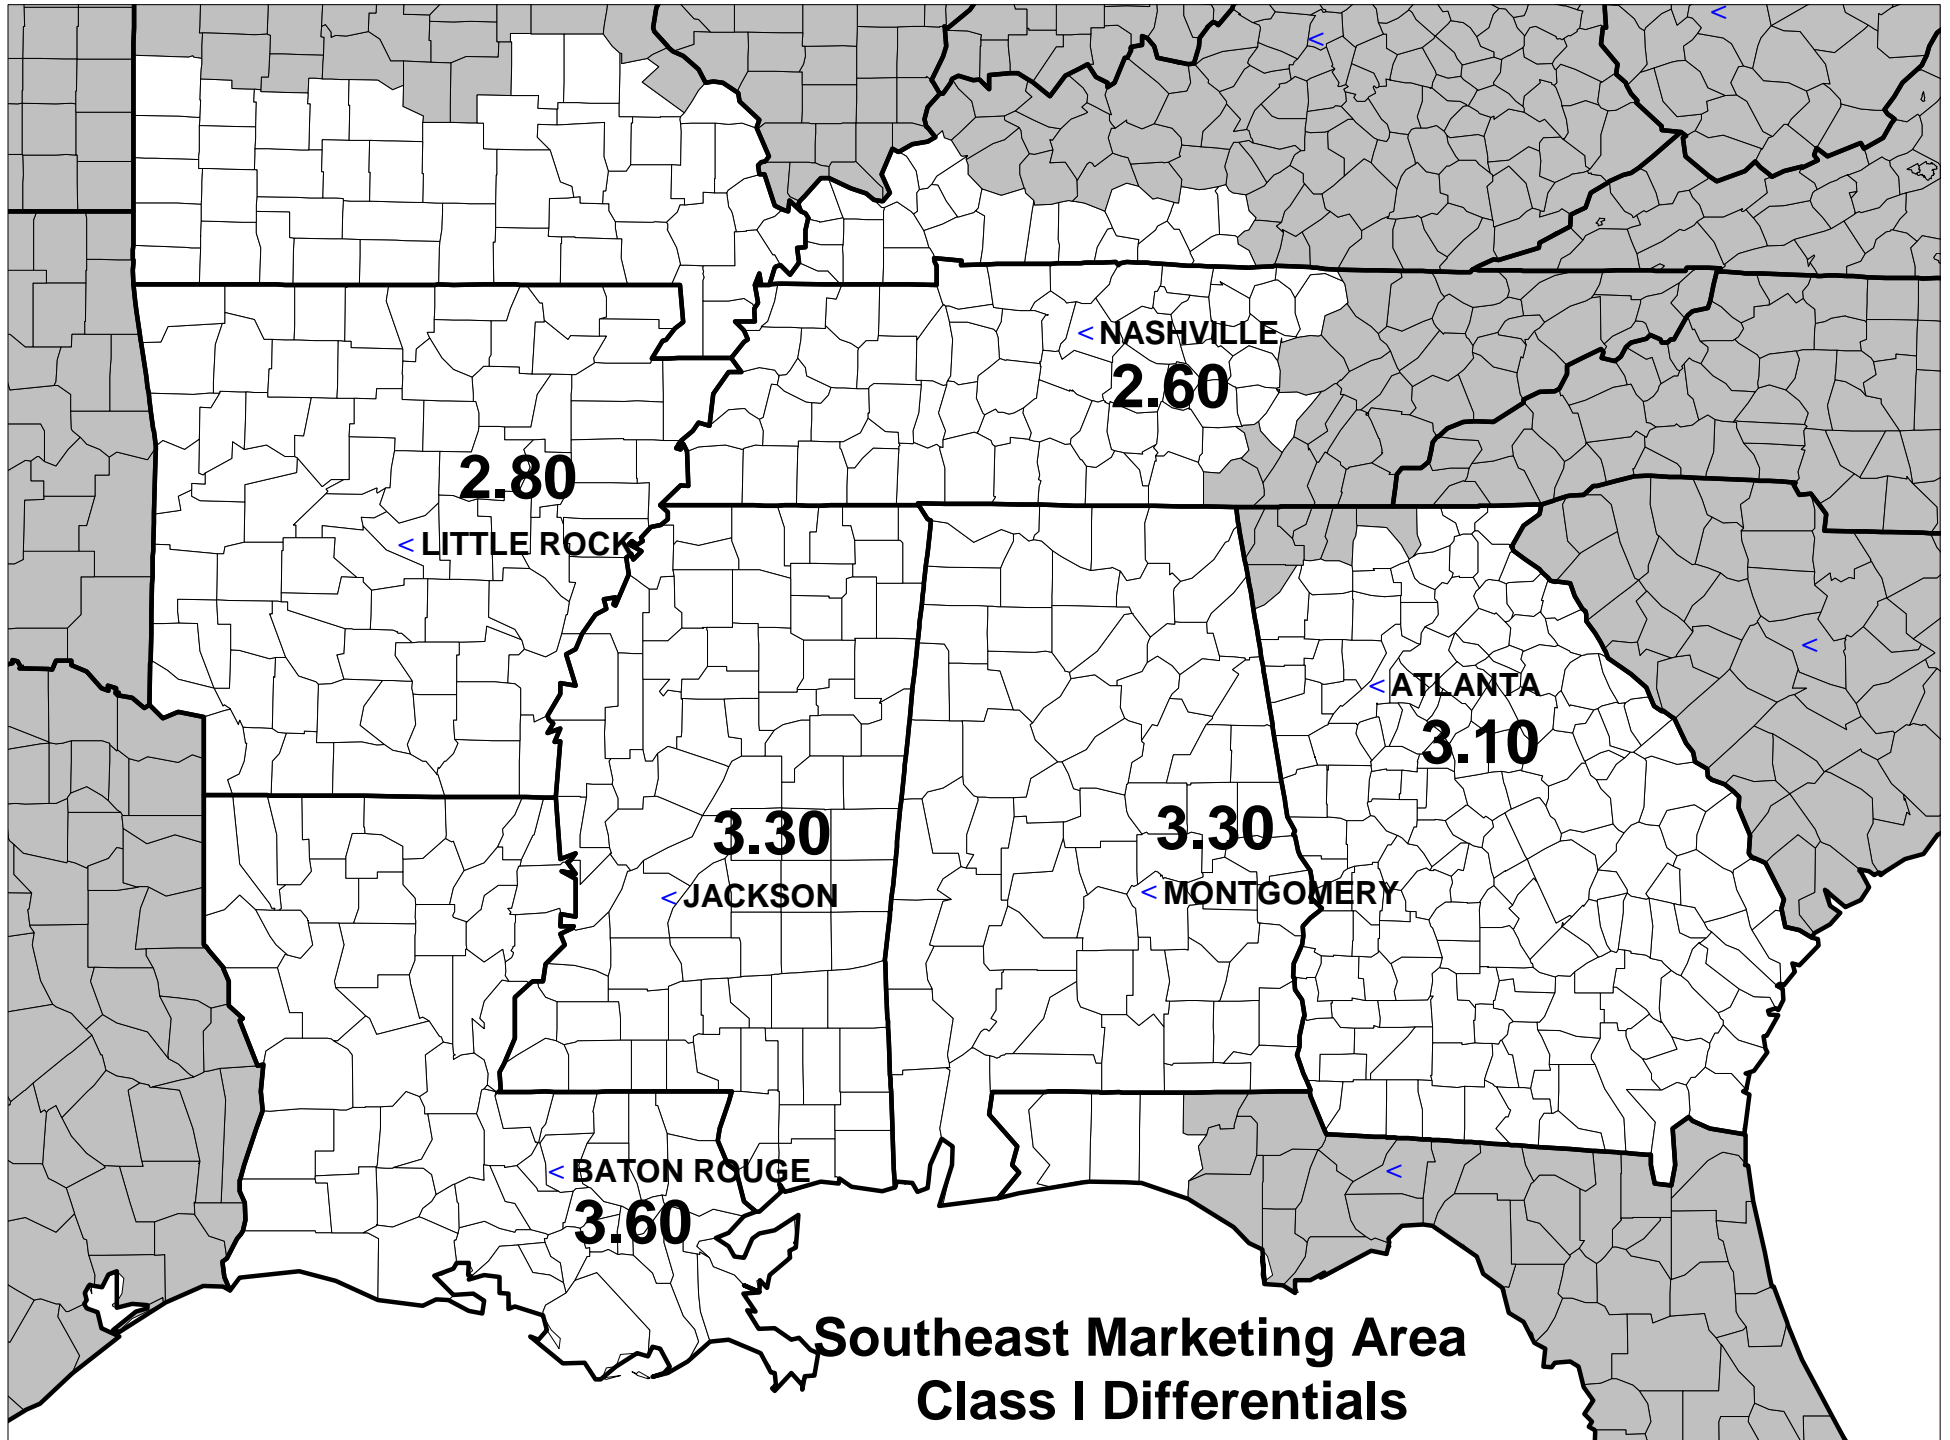 < NASHVILLE
2.60
2.80
< LITTLE ROCK
< ATLANTA
3.10
3.30
< JACKSON
3.30
< MONTGOMERY
< BATON ROUGE
3.60
Southeast Marketing Area
Class I Differentials